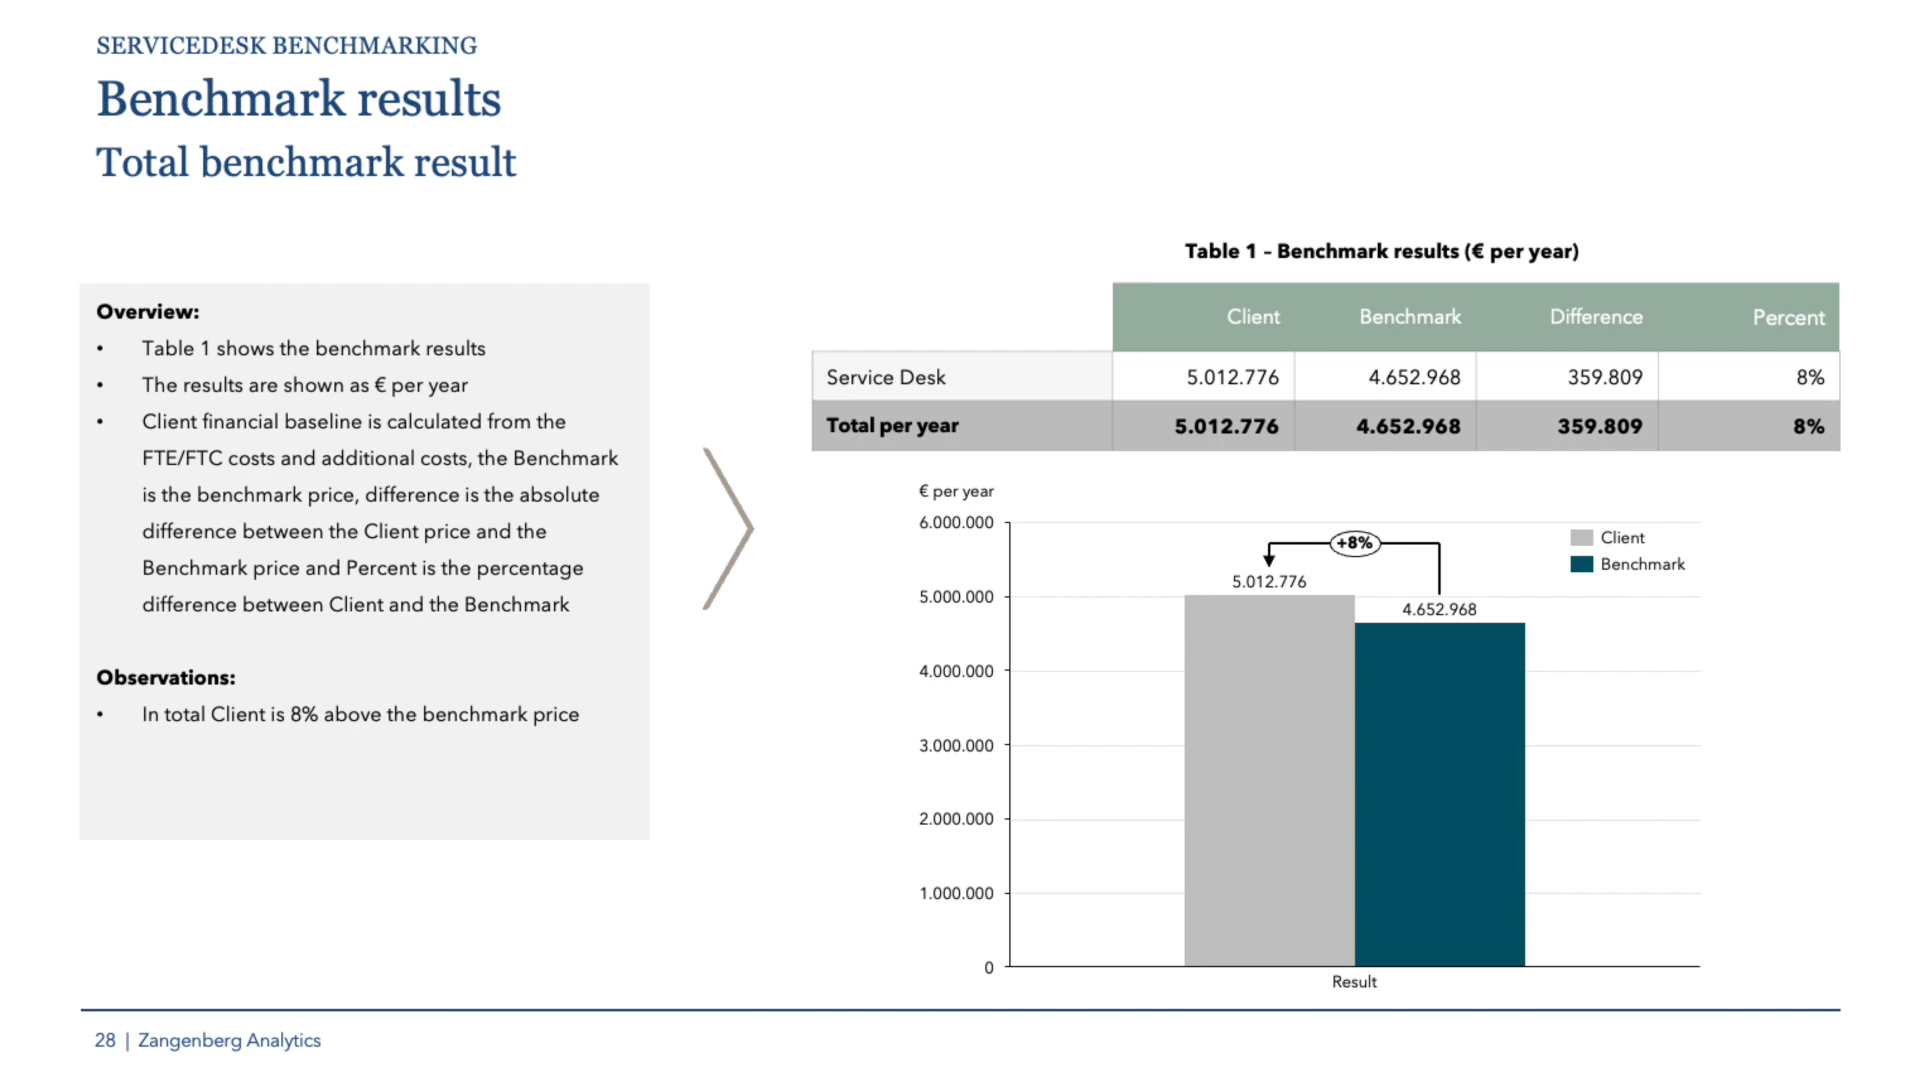 SERVICEDESK BENCHMARKING
Benchmark results
Total benchmark result
Overview:
• Table 1 shows the benchmark results
• The results are shown as € per year
• Client financial baseline is calculated from the
FTE/FTC costs and additional costs, the Benchmark
is the benchmark price, difference is the absolute
difference between the Client price and the
Benchmark price and Percent is the percentage
difference between Client and the Benchmark
Observations:
• In total Client is 8% above the benchmark price
Table 1 – Benchmark results (€ per year)
Client Benchmark Difference Percent
Service Desk 5.012.776 4.652.968 359.809 8%
Total per year 5.012.776 4.652.968 359.809 8%
€ per year
6.000.000
5.000.000
4.000.000
3.000.000
2.000.000
1.000.000
0
+8%
5.012.776
4.652.968
Client
Benchmark
Result
28 | Zangenberg Analytics